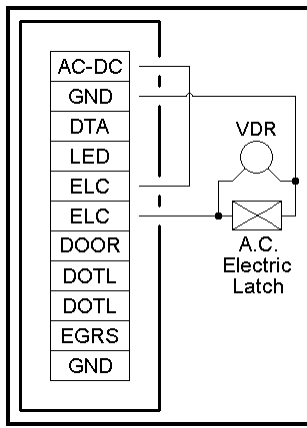 AC-DC
GND
DTA
LED
ELC
ELC
DOOR
DOTL
DOTL
EGRS
GND
VDR
A.C.
Electric
Latch